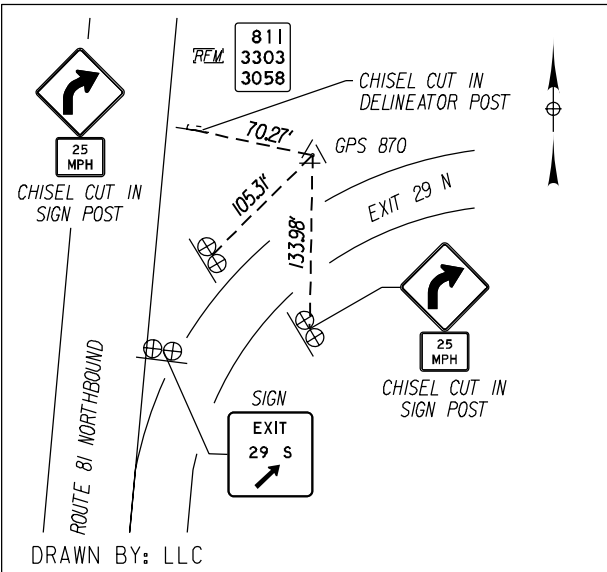 811
3303
3058
REM.
CHISEL CUT IN
DELINEATOR POST
70.27'
GPS 870
25
MPH
CHISEL CUT IN
SIGN POST
105.31'
133.98'
EXIT 29 N
25
MPH
CHISEL CUT IN
SIGN POST
ROUTE 81 NORTHBOUND
SIGN
EXIT
29 S
DRAWN BY: LLC